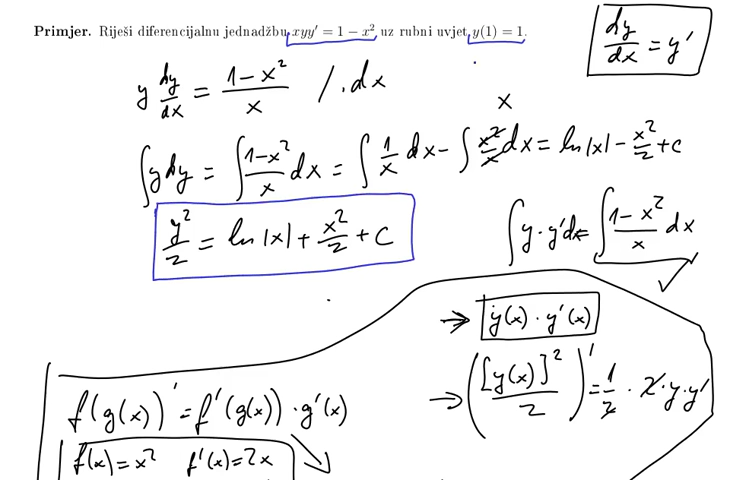 Primjer. Riješi diferencijalnu jednadžbu xyy′ = 1 − x², uz rubni uvjet y(1) = 1.
dy/dx = y'
y dy/dx = (1-x²)/x /·dx
x
∫y dy = ∫(1-x²)/x dx = ∫ 1/x dx - ∫ x²/x dx = ln|x| - x²/2 + C
y²/2 = ln|x| + x²/2 + C
∫y·y'dx = ∫(1-x²)/x dx
→ y(x)·y'(x)
→ ([y(x)]²/2)' = 1/2 · 2·y·y'
f(g(x))' = f'(g(x))·g'(x)
f(x)=x² f'(x)=2x